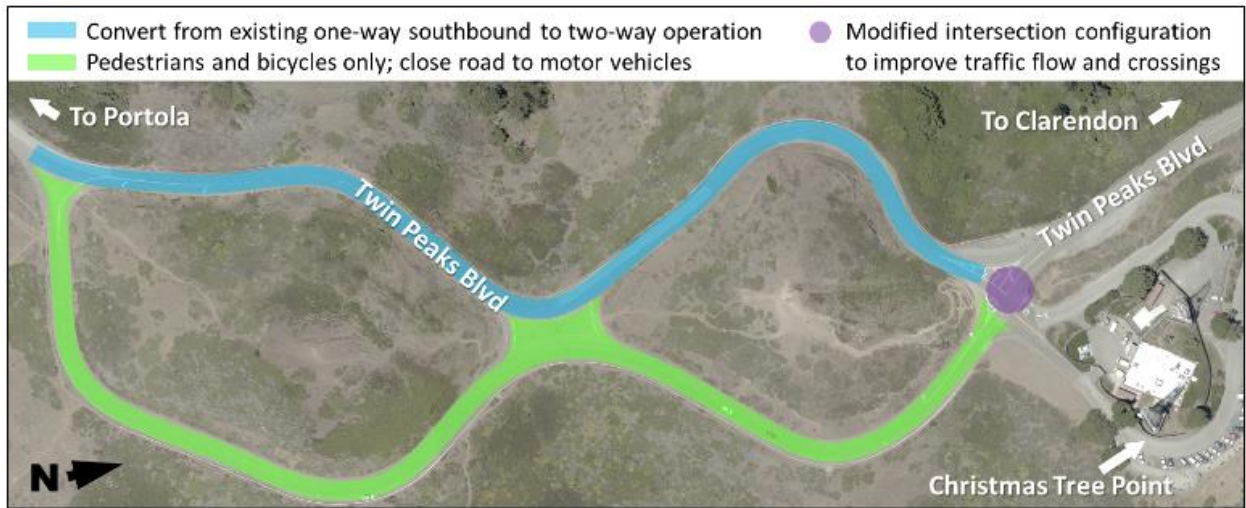 Convert from existing one-way southbound to two-way operation
Pedestrians and bicycles only; close road to motor vehicles
Modified intersection configuration
to improve traffic flow and crossings
To Portola
To Clarendon
Twin Peaks Blvd
Twin Peaks Blvd
N
Christmas Tree Point